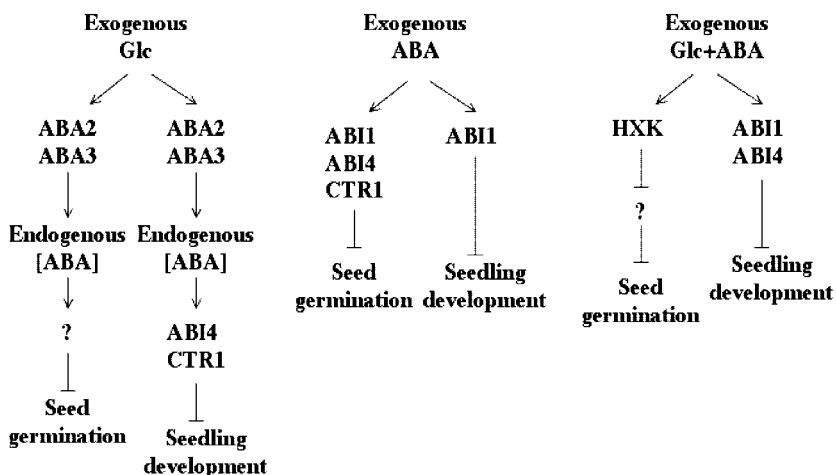 Exogenous
Glc
ABA2
ABA3
Endogenous
[ABA]
?
Seed
germination
ABA2
ABA3
Endogenous
[ABA]
ABI4
CTR1
Seedling
development
Exogenous
ABA
ABI1
ABI4
CTR1
Seed
germination
ABI1
Seedling
development
Exogenous
Glc+ABA
HXK
?
Seed
germination
ABI1
ABI4
Seedling
development